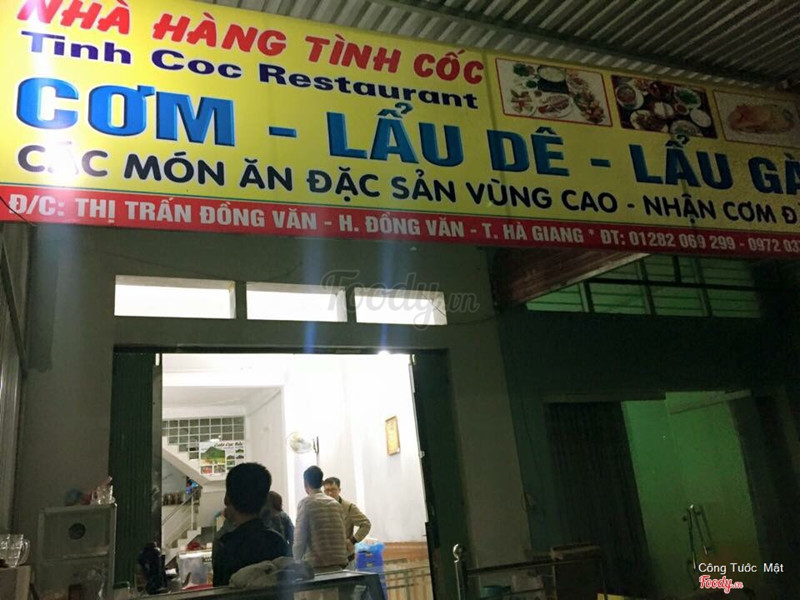 NHÀ HÀNG TÌNH CỐC
Tinh Coc Restaurant
CƠM - LẨU DÊ - LẨU GÀ
CÁC MÓN ĂN ĐẶC SẢN VÙNG CAO - NHẬN CƠM
Đ/C: THỊ TRẤN ĐỒNG VĂN - H. ĐỒNG VĂN - T. HÀ GIANG * ĐT: 01282 069 299 - 0972 03
Foody.vn
Công Tước Mật
Foody.vn